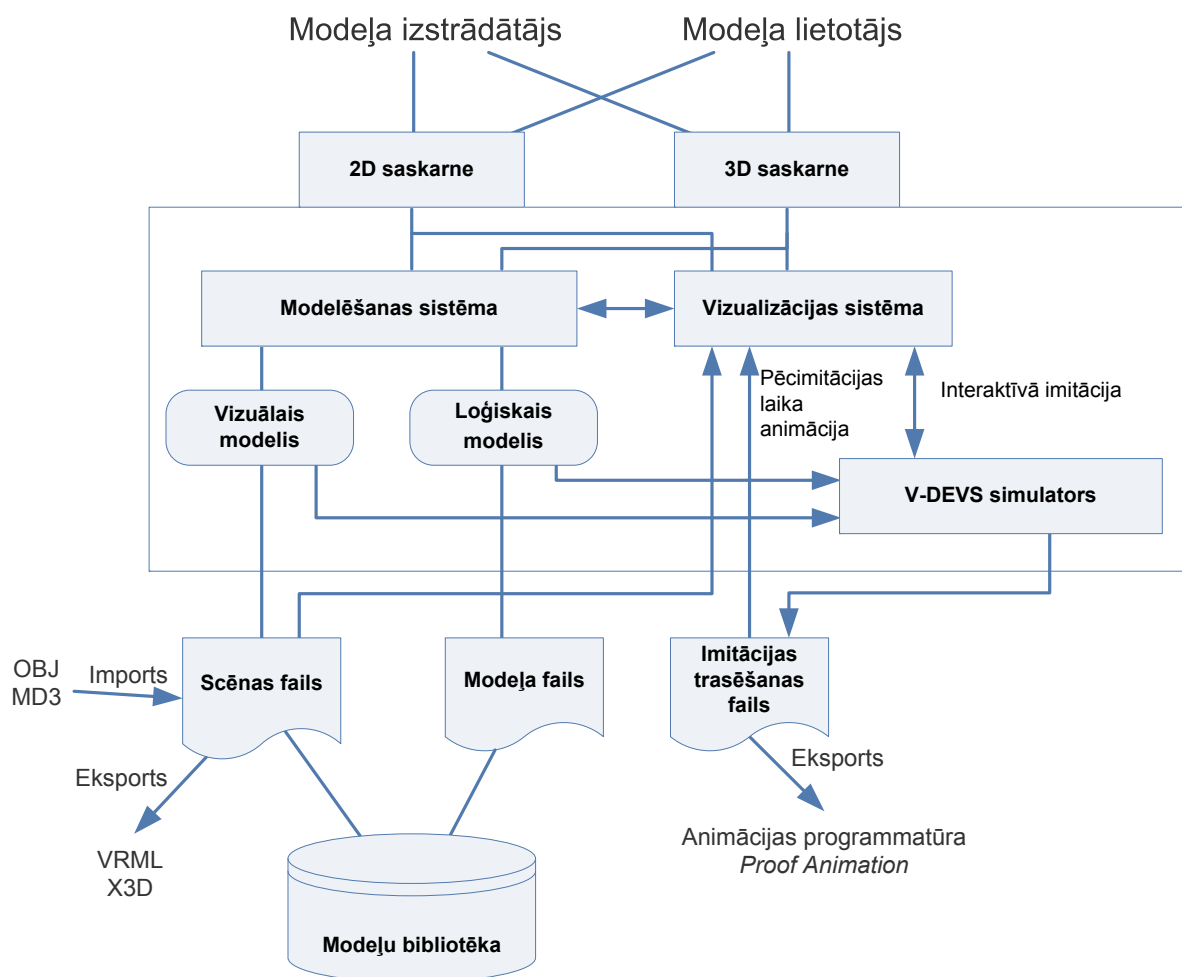 Modeļa izstrādātājs
Modeļa lietotājs
2D saskarne
3D saskarne
Modelēšanas sistēma
Vizualizācijas sistēma
Pēcimitācijas
laika
animācija
Interaktīvā imitācija
Vizuālais
modelis
Loģiskais
modelis
V-DEVS simulators
OBJ
MD3
Imports
Scēnas fails
Modeļa fails
Imitācijas
trasēšanas
fails
Eksports
Eksports
VRML
X3D
Animācijas programmatūra
Proof Animation
Modeļu bibliotēka